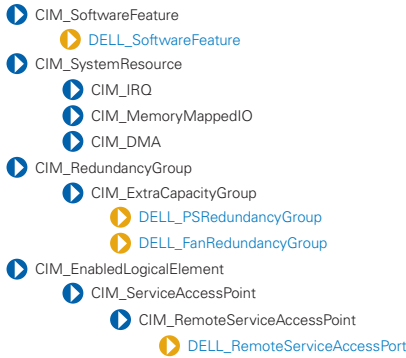 CIM_SoftwareFeature
DELL_SoftwareFeature
CIM_SystemResource
CIM_IRQ
CIM_MemoryMappedIO
CIM_DMA
CIM_RedundancyGroup
CIM_ExtraCapacityGroup
DELL_PSRedundancyGroup
DELL_FanRedundancyGroup
CIM_EnabledLogicalElement
CIM_ServiceAccessPoint
CIM_RemoteServiceAccessPoint
DELL_RemoteServiceAccessPort